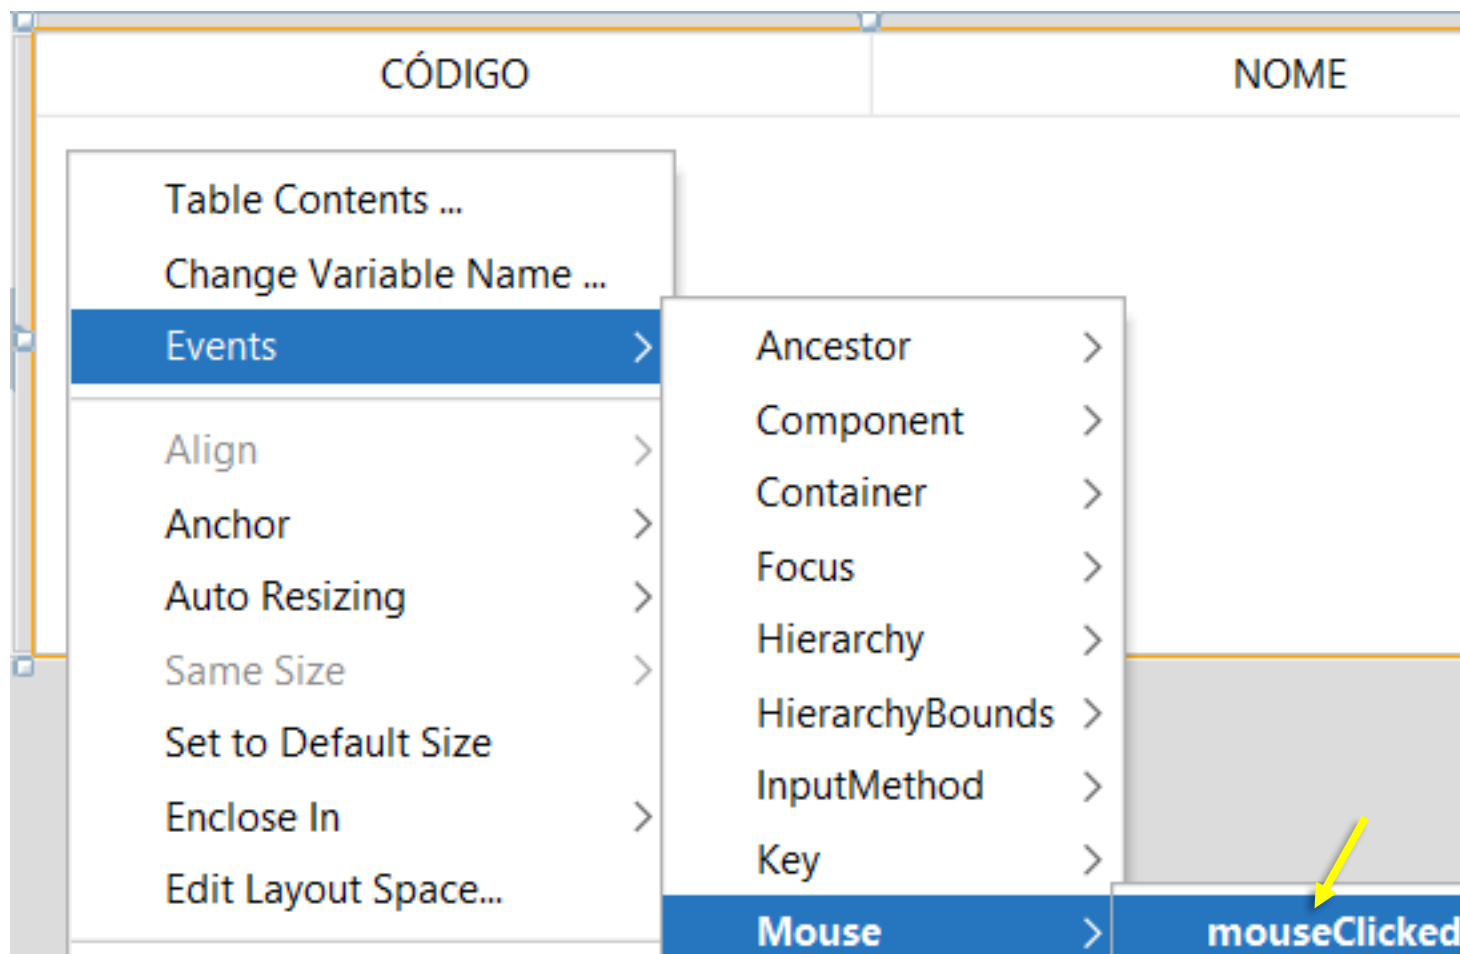 CÓDIGO NOME
Table Contents ...
Change Variable Name ...
Events
Align
Anchor
Auto Resizing
Same Size
Set to Default Size
Enclose In
Edit Layout Space...
Ancestor
Component
Container
Focus
Hierarchy
HierarchyBounds
InputMethod
Key
Mouse
mouseClicked